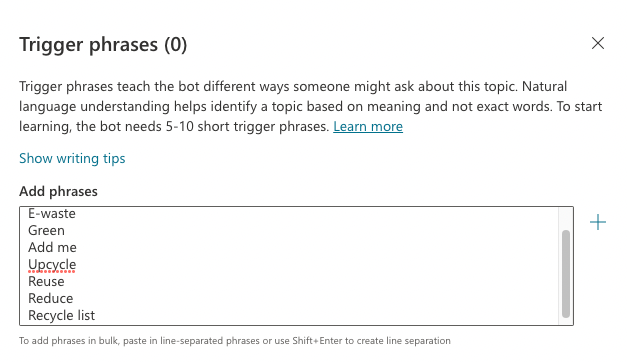 Trigger phrases (0)
Trigger phrases teach the bot different ways someone might ask about this topic. Natural
language understanding helps identify a topic based on meaning and not exact words. To start
learning, the bot needs 5-10 short trigger phrases. Learn more
Show writing tips
Add phrases
E-waste
Green
Add me
Upcycle
Reuse
Reduce
Recycle list
To add phrases in bulk, paste in line-separated phrases or use Shift+Enter to create line separation